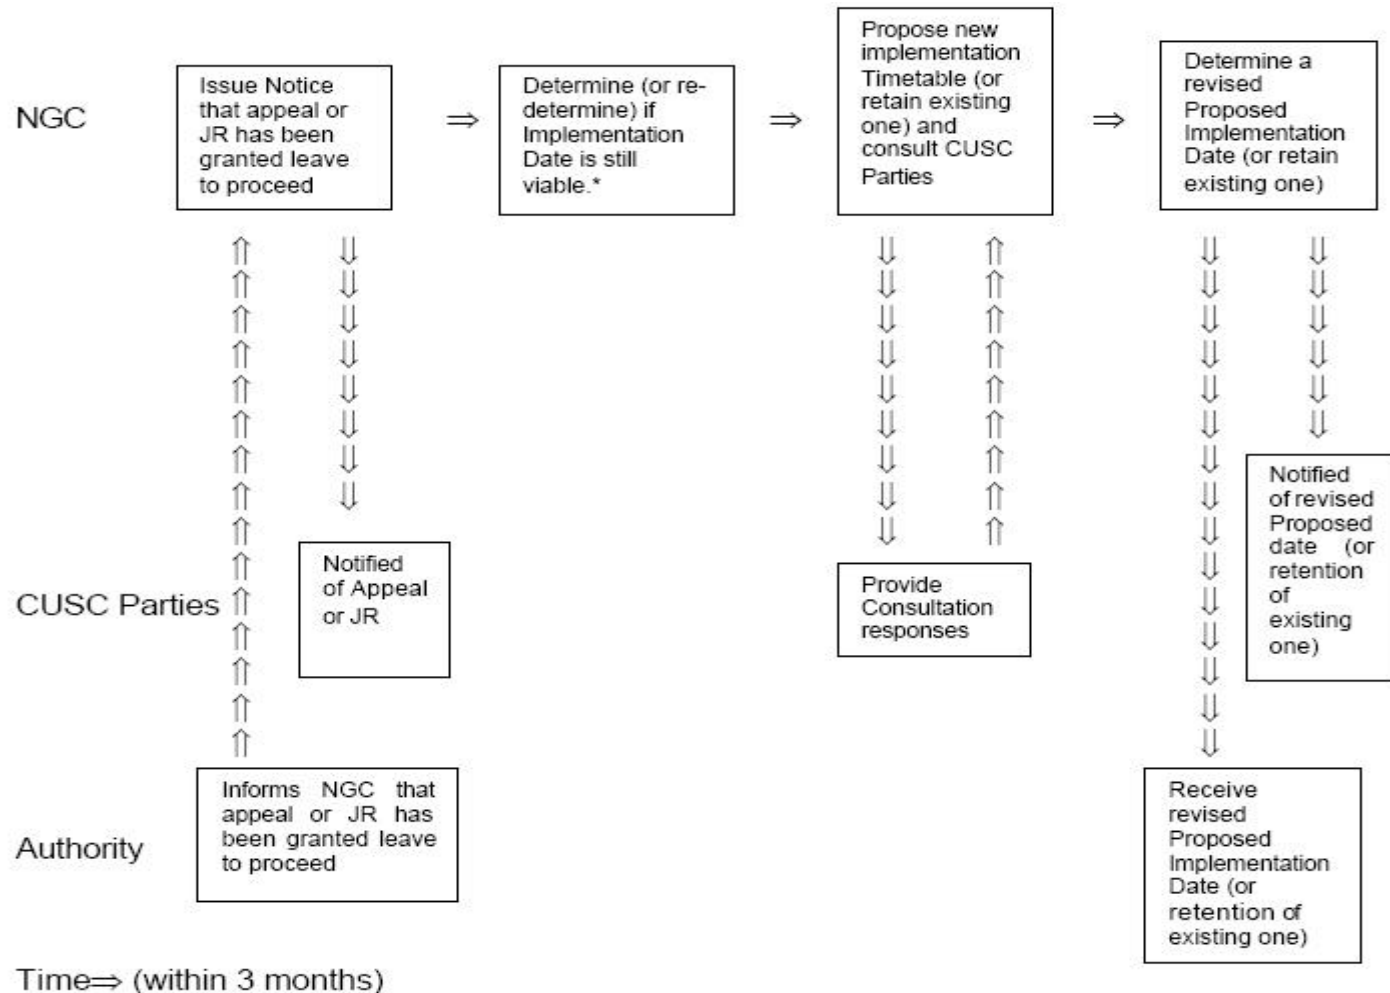 NGC
Issue Notice
that appeal or
JR has been
granted leave
to proceed
⇒
Determine (or re-
determine) if
Implementation
Date is still
viable.*
⇒
Propose new
implementation
Timetable (or
retain existing
one) and
consult CUSC
Parties
⇒
Determine a
revised
Proposed
Implementation
Date (or retain
existing one)
CUSC Parties
Notified
of Appeal
or JR
Provide
Consultation
responses
Notified
of revised
Proposed
date (or
retention
of
existing
one)
Authority
Informs NGC that
appeal or JR has
been granted leave
to proceed
Receive
revised
Proposed
Implementation
Date (or
retention of
existing one)
Time⇒ (within 3 months)